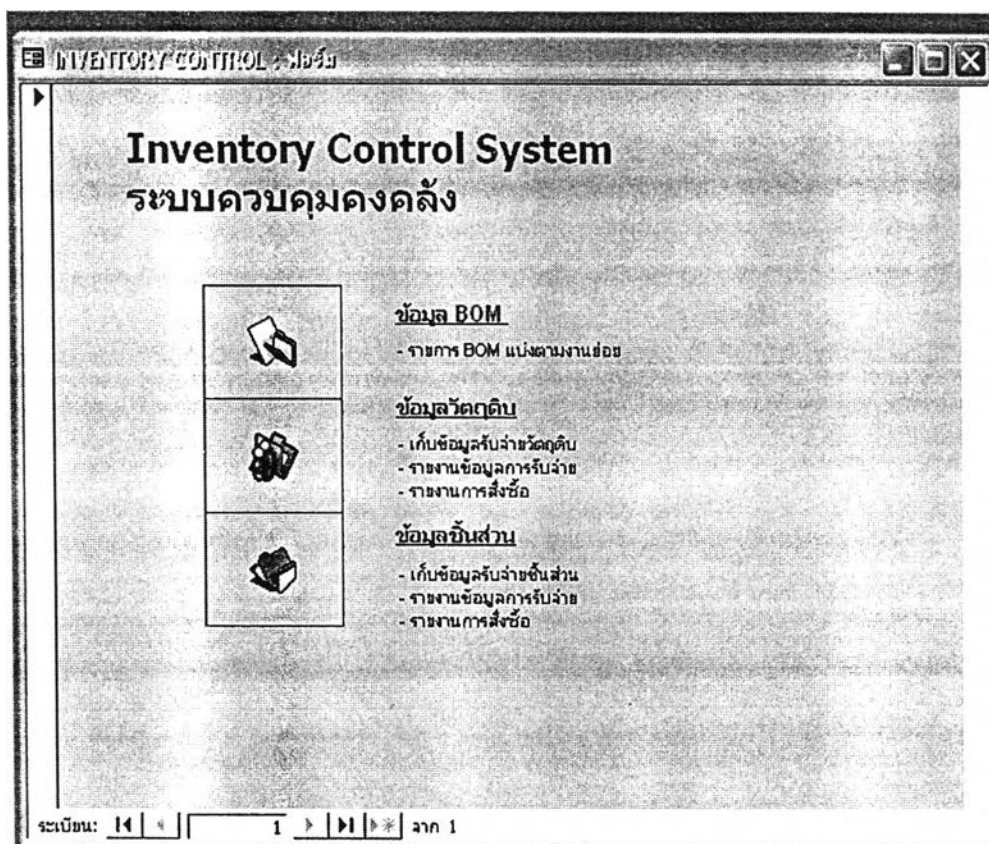 INVENTORY CONTROL : ฟอร์ม
Inventory Control System
ระบบควบคุมคงคลัง
ข้อมูล BOM
- รายการ BOM แบ่งตามงานย่อย
ข้อมูลวัตถุดิบ
- เก็บข้อมูลรับจ่ายวัตถุดิบ
- รายงานข้อมูลการรับจ่าย
- รายงานการสั่งซื้อ
ข้อมูลชิ้นส่วน
- เก็บข้อมูลรับจ่ายชิ้นส่วน
- รายงานข้อมูลการรับจ่าย
- รายงานการสั่งซื้อ
ระเบียน: 1 จาก 1